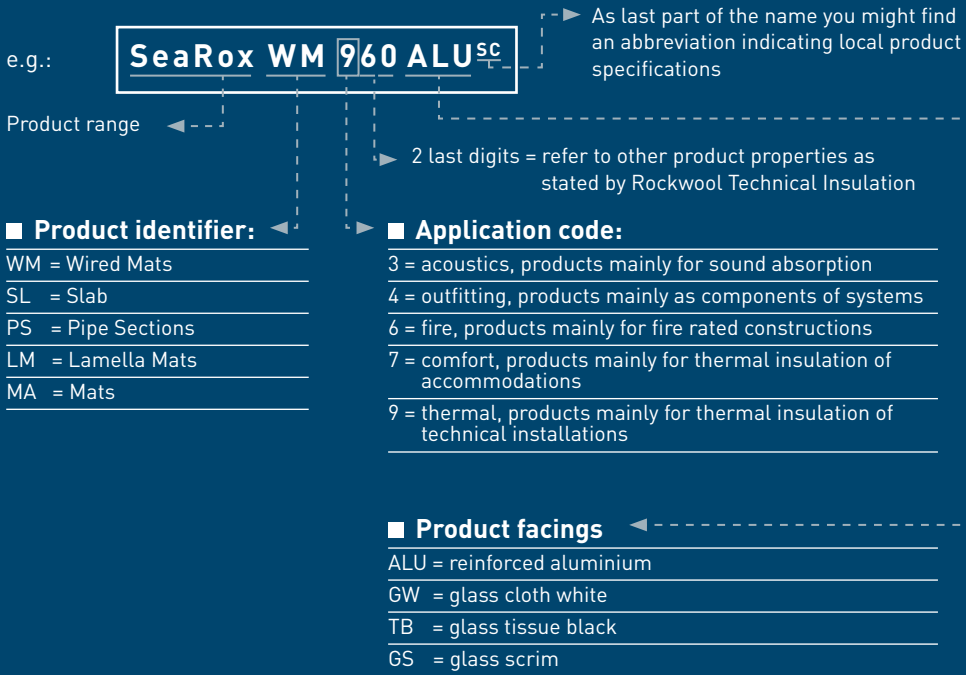 As last part of the name you might find
an abbreviation indicating local product
specifications
e.g.:
SeaRox WM 960 ALU SC
Product range
2 last digits = refer to other product properties as
stated by Rockwool Technical Insulation
Product identifier:
WM = Wired Mats
SL = Slab
PS = Pipe Sections
LM = Lamella Mats
MA = Mats
Application code:
3 = acoustics, products mainly for sound absorption
4 = outfitting, products mainly as components of systems
6 = fire, products mainly for fire rated constructions
7 = comfort, products mainly for thermal insulation of
accommodations
9 = thermal, products mainly for thermal insulation of
technical installations
Product facings
ALU = reinforced aluminium
GW = glass cloth white
TB = glass tissue black
GS = glass scrim